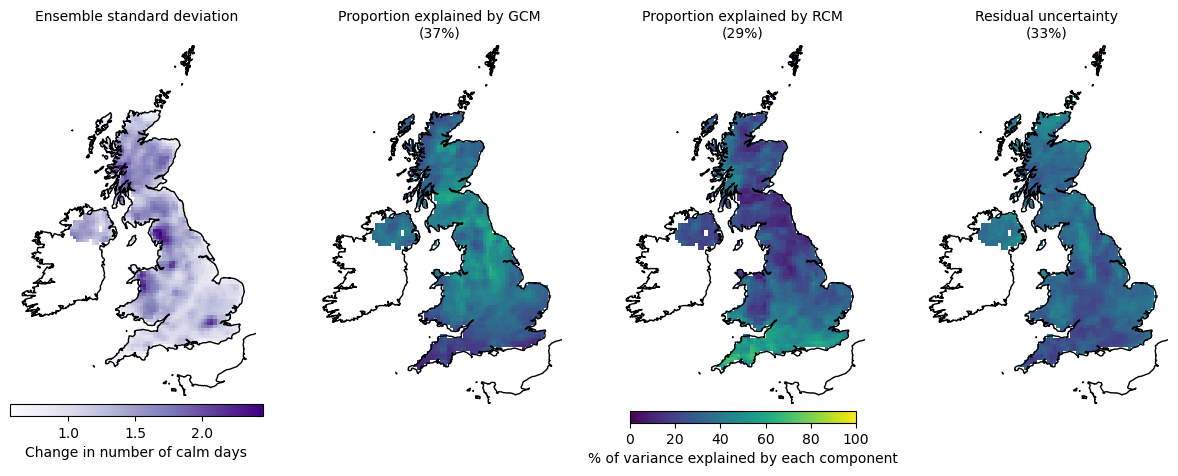 Ensemble standard deviation
Proportion explained by GCM
(37%)
Proportion explained by RCM
(29%)
Residual uncertainty
(33%)
1.0 1.5 2.0
Change in number of calm days
0 20 40 60 80 100
% of variance explained by each component